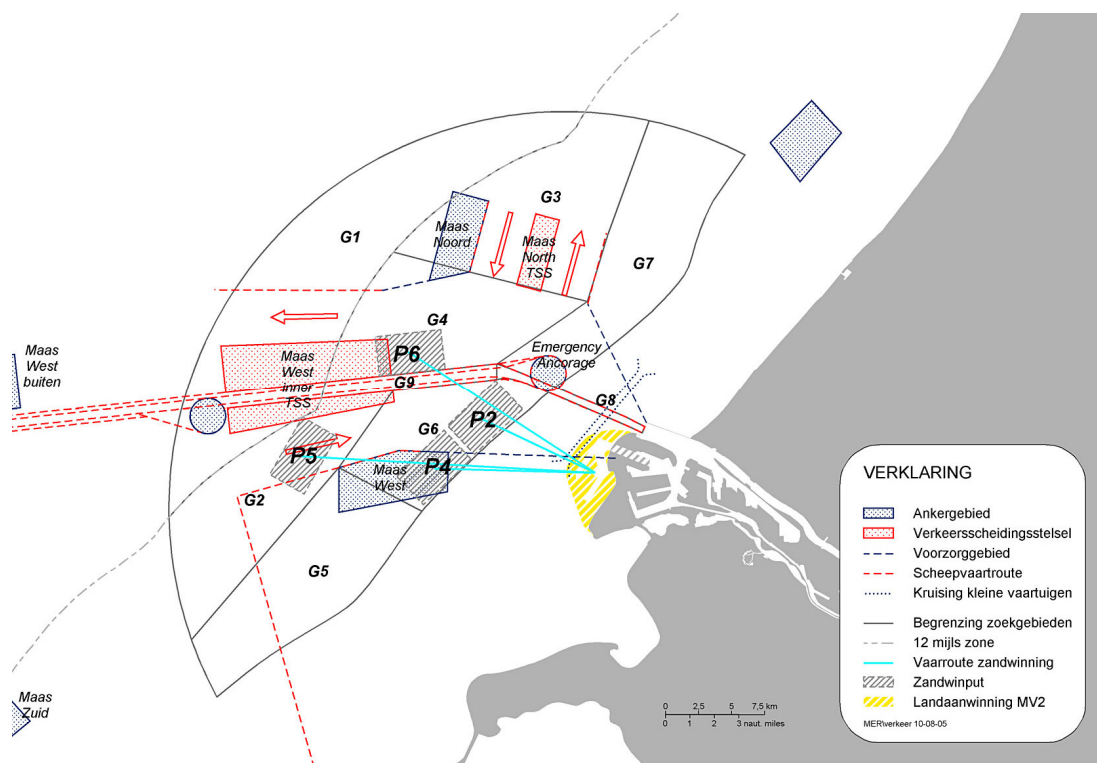 G3
Maas
Noord
G1
Maas
North
TSS
G7
G4
Maas
West
buiten
Maas
West
inner
TSS
P6
Emergency
Ancorage
G9
G8
P2
G6
P5
P4
Maas
West
G2
G5
Maas
Zuid
VERKLARING
Ankergebied
Verkeersscheidingsstelsel
Voorzorggebied
Scheepvaartroute
Kruising kleine vaartuigen
Begrenzing zoekgebieden
12 mijls zone
Vaarroute zandwinning
Zandwinput
Landaanwinning MV2
MER\verkeer 10-08-05
0 2,5 5 7,5 km
0 1 2 3 naut. miles